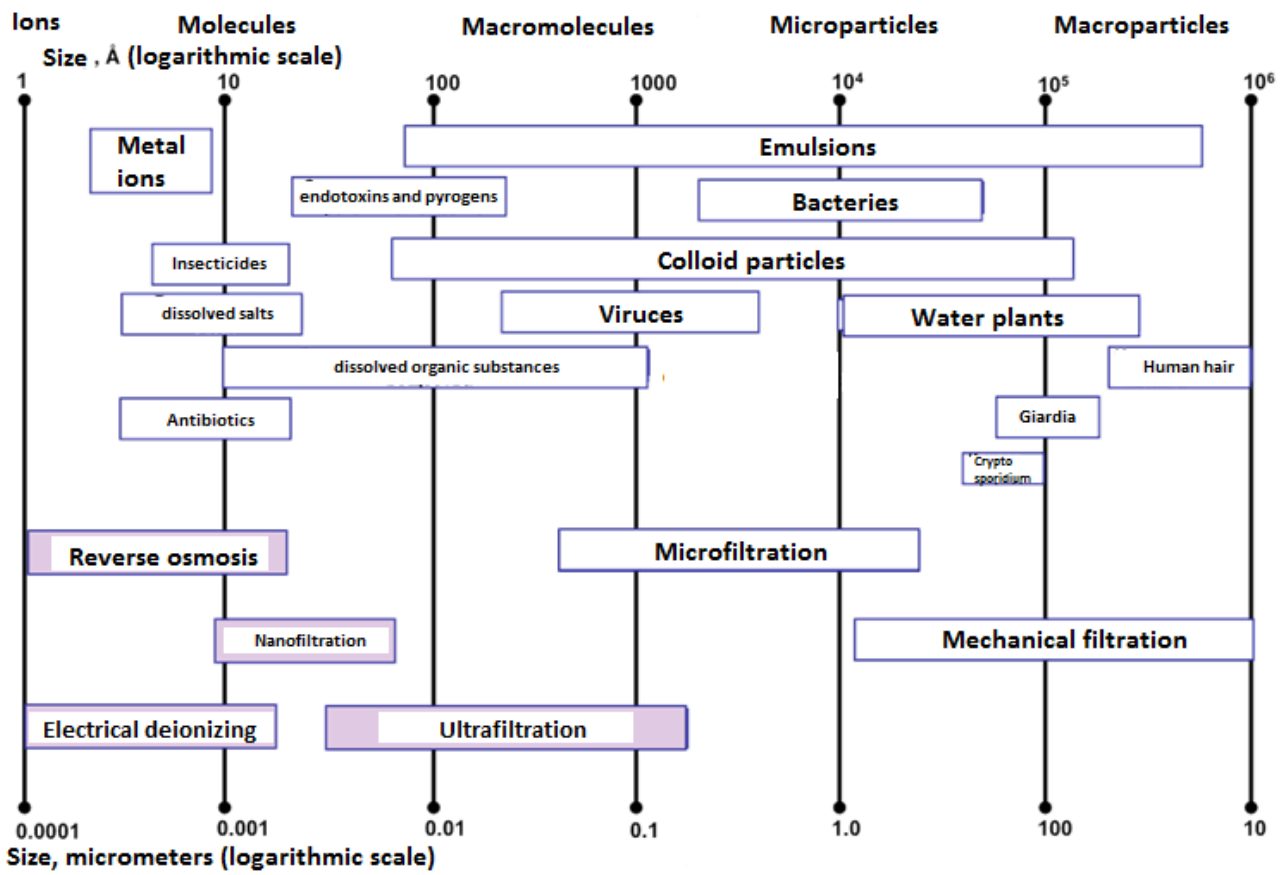 Ions Molecules Macromolecules Microparticles Macroparticles
Size , Å (logarithmic scale)
1 10 100 1000 10⁴ 10⁵ 10⁶
Metal
ions
Emulsions
endotoxins and pyrogens
Bacteries
Insecticides
Colloid particles
dissolved salts
Viruces
Water plants
dissolved organic substances
Human hair
Antibiotics
Giardia
Crypto
sporidium
Reverse osmosis
Microfiltration
Nanofiltration
Mechanical filtration
Electrical deionizing
Ultrafiltration
0.0001 0.001 0.01 0.1 1.0 100 10
Size, micrometers (logarithmic scale)